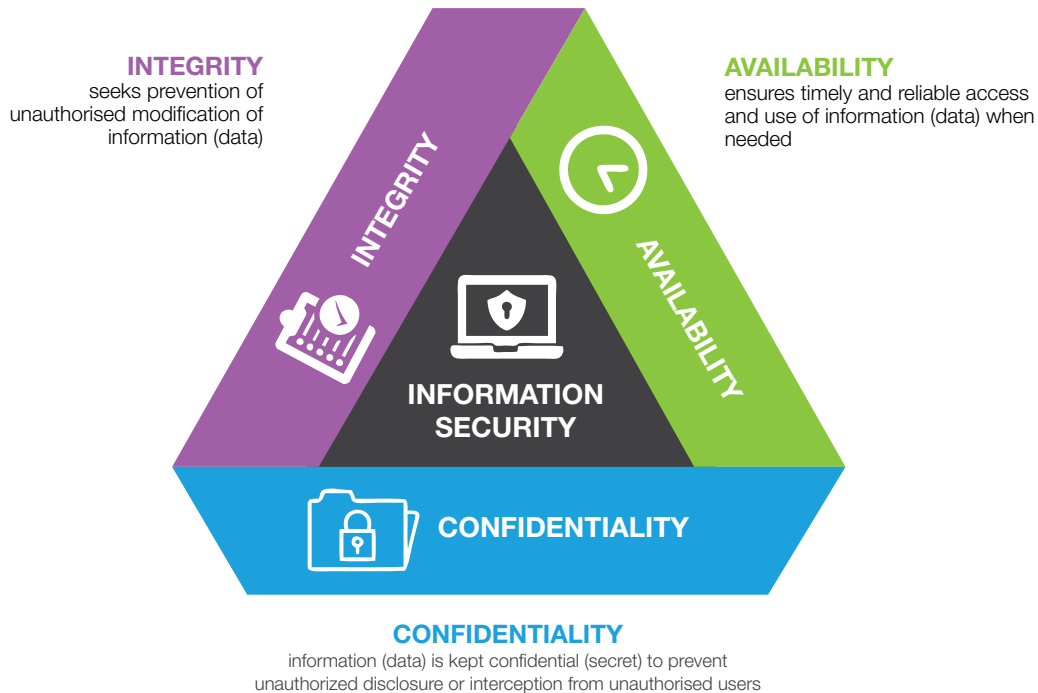 INTEGRITY
seeks prevention of
unauthorised modification of
information (data)
AVAILABILITY
ensures timely and reliable access
and use of information (data) when
needed
INTEGRITY
AVAILABILITY
INFORMATION
SECURITY
CONFIDENTIALITY
CONFIDENTIALITY
information (data) is kept confidential (secret) to prevent
unauthorized disclosure or interception from unauthorised users